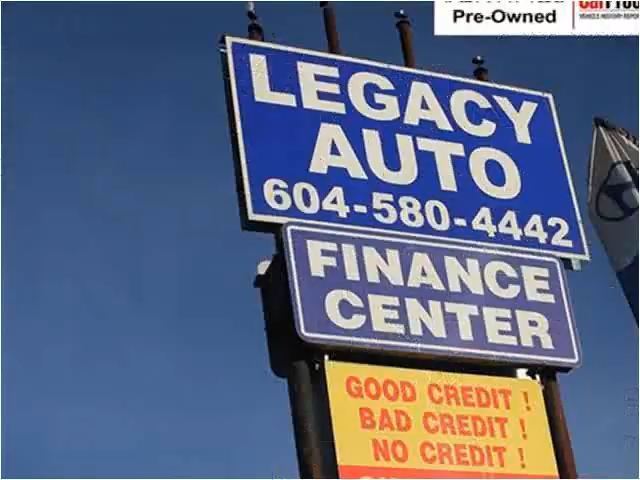 Pre-Owned
LEGACY
AUTO
604-580-4442
FINANCE
CENTER
GOOD CREDIT !
BAD CREDIT !
NO CREDIT !